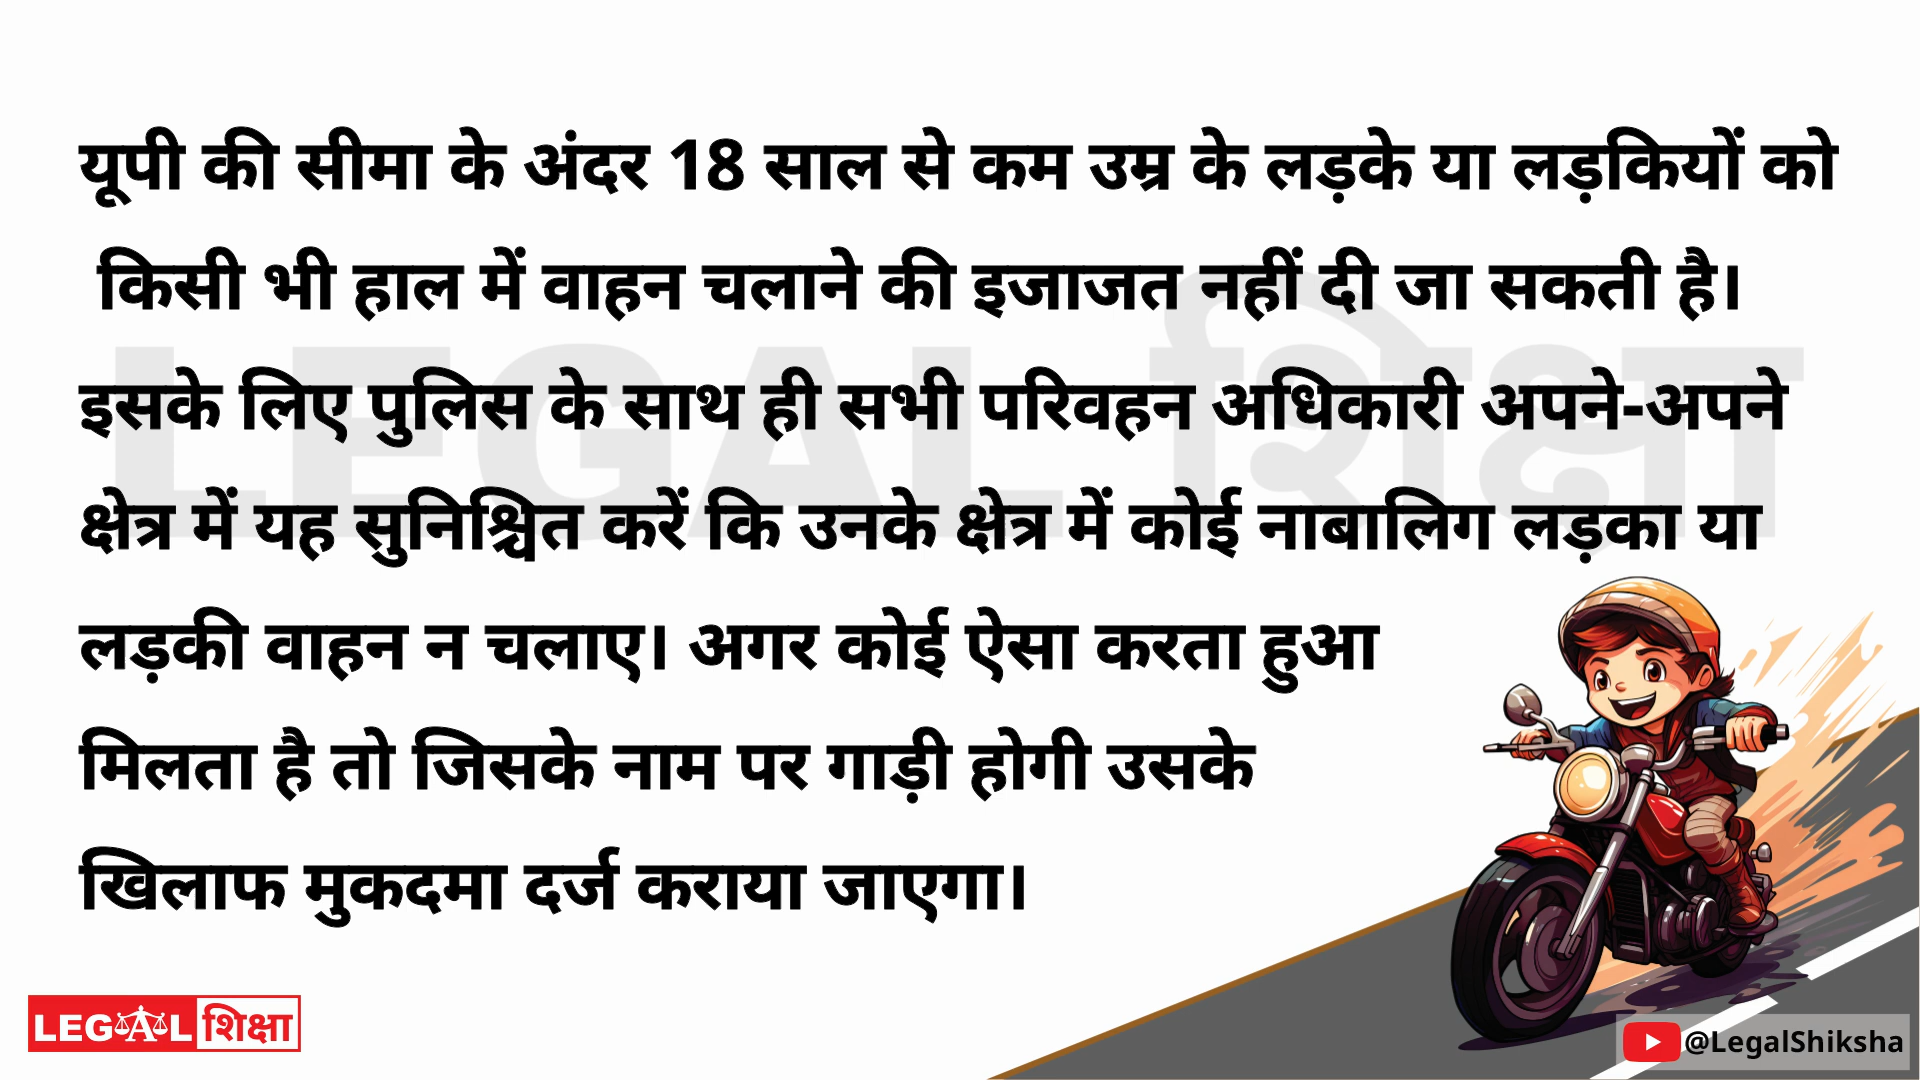 यूपी की सीमा के अंदर 18 साल से कम उम्र के लड़के या लड़कियों को
किसी भी हाल में वाहन चलाने की इजाजत नहीं दी जा सकती है।
इसके लिए पुलिस के साथ ही सभी परिवहन अधिकारी अपने-अपने
क्षेत्र में यह सुनिश्चित करें कि उनके क्षेत्र में कोई नाबालिग लड़का या
लड़की वाहन न चलाए। अगर कोई ऐसा करता हुआ
मिलता है तो जिसके नाम पर गाड़ी होगी उसके
खिलाफ मुकदमा दर्ज कराया जाएगा।
LEGAL शिक्षा
LEGAL शिक्षा
@LegalShiksha